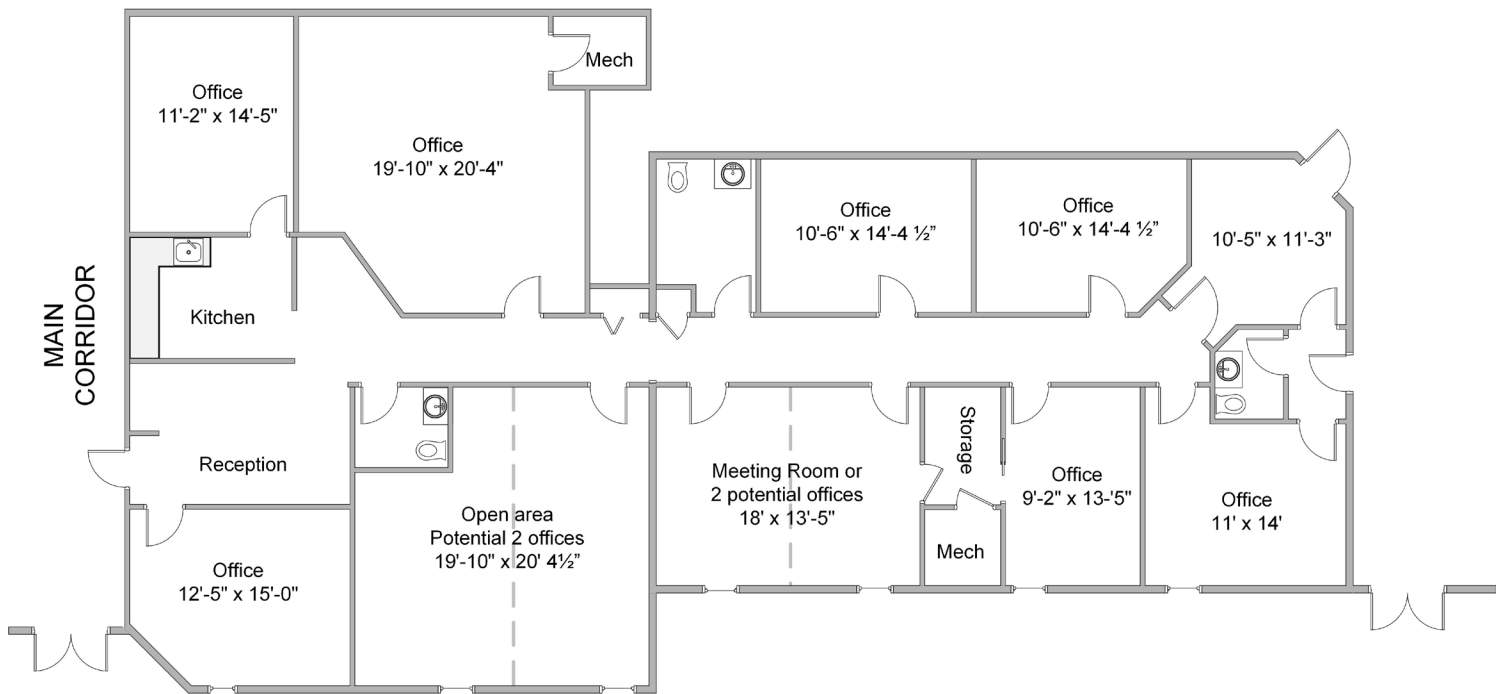 Mech
Office
11'-2" x 14'-5"
Office
19'-10" x 20'-4"
Office
10'-6" x 14'-4 ½”
Office
10'-6" x 14'-4 ½”
10'-5" x 11'-3"
MAIN
CORRIDOR
Kitchen
Reception
Storage
Meeting Room or
2 potential offices
18' x 13'-5"
Office
9'-2" x 13-'5"
Office
11' x 14'
Open area
Potential 2 offices
19'-10" x 20' 4½”
Mech
Office
12'-5" x 15'-0"